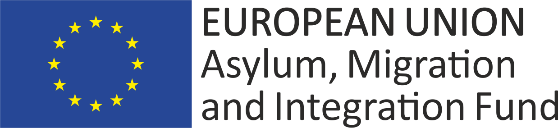 EUROPEAN UNION
Asylum, Migration
and Integration Fund